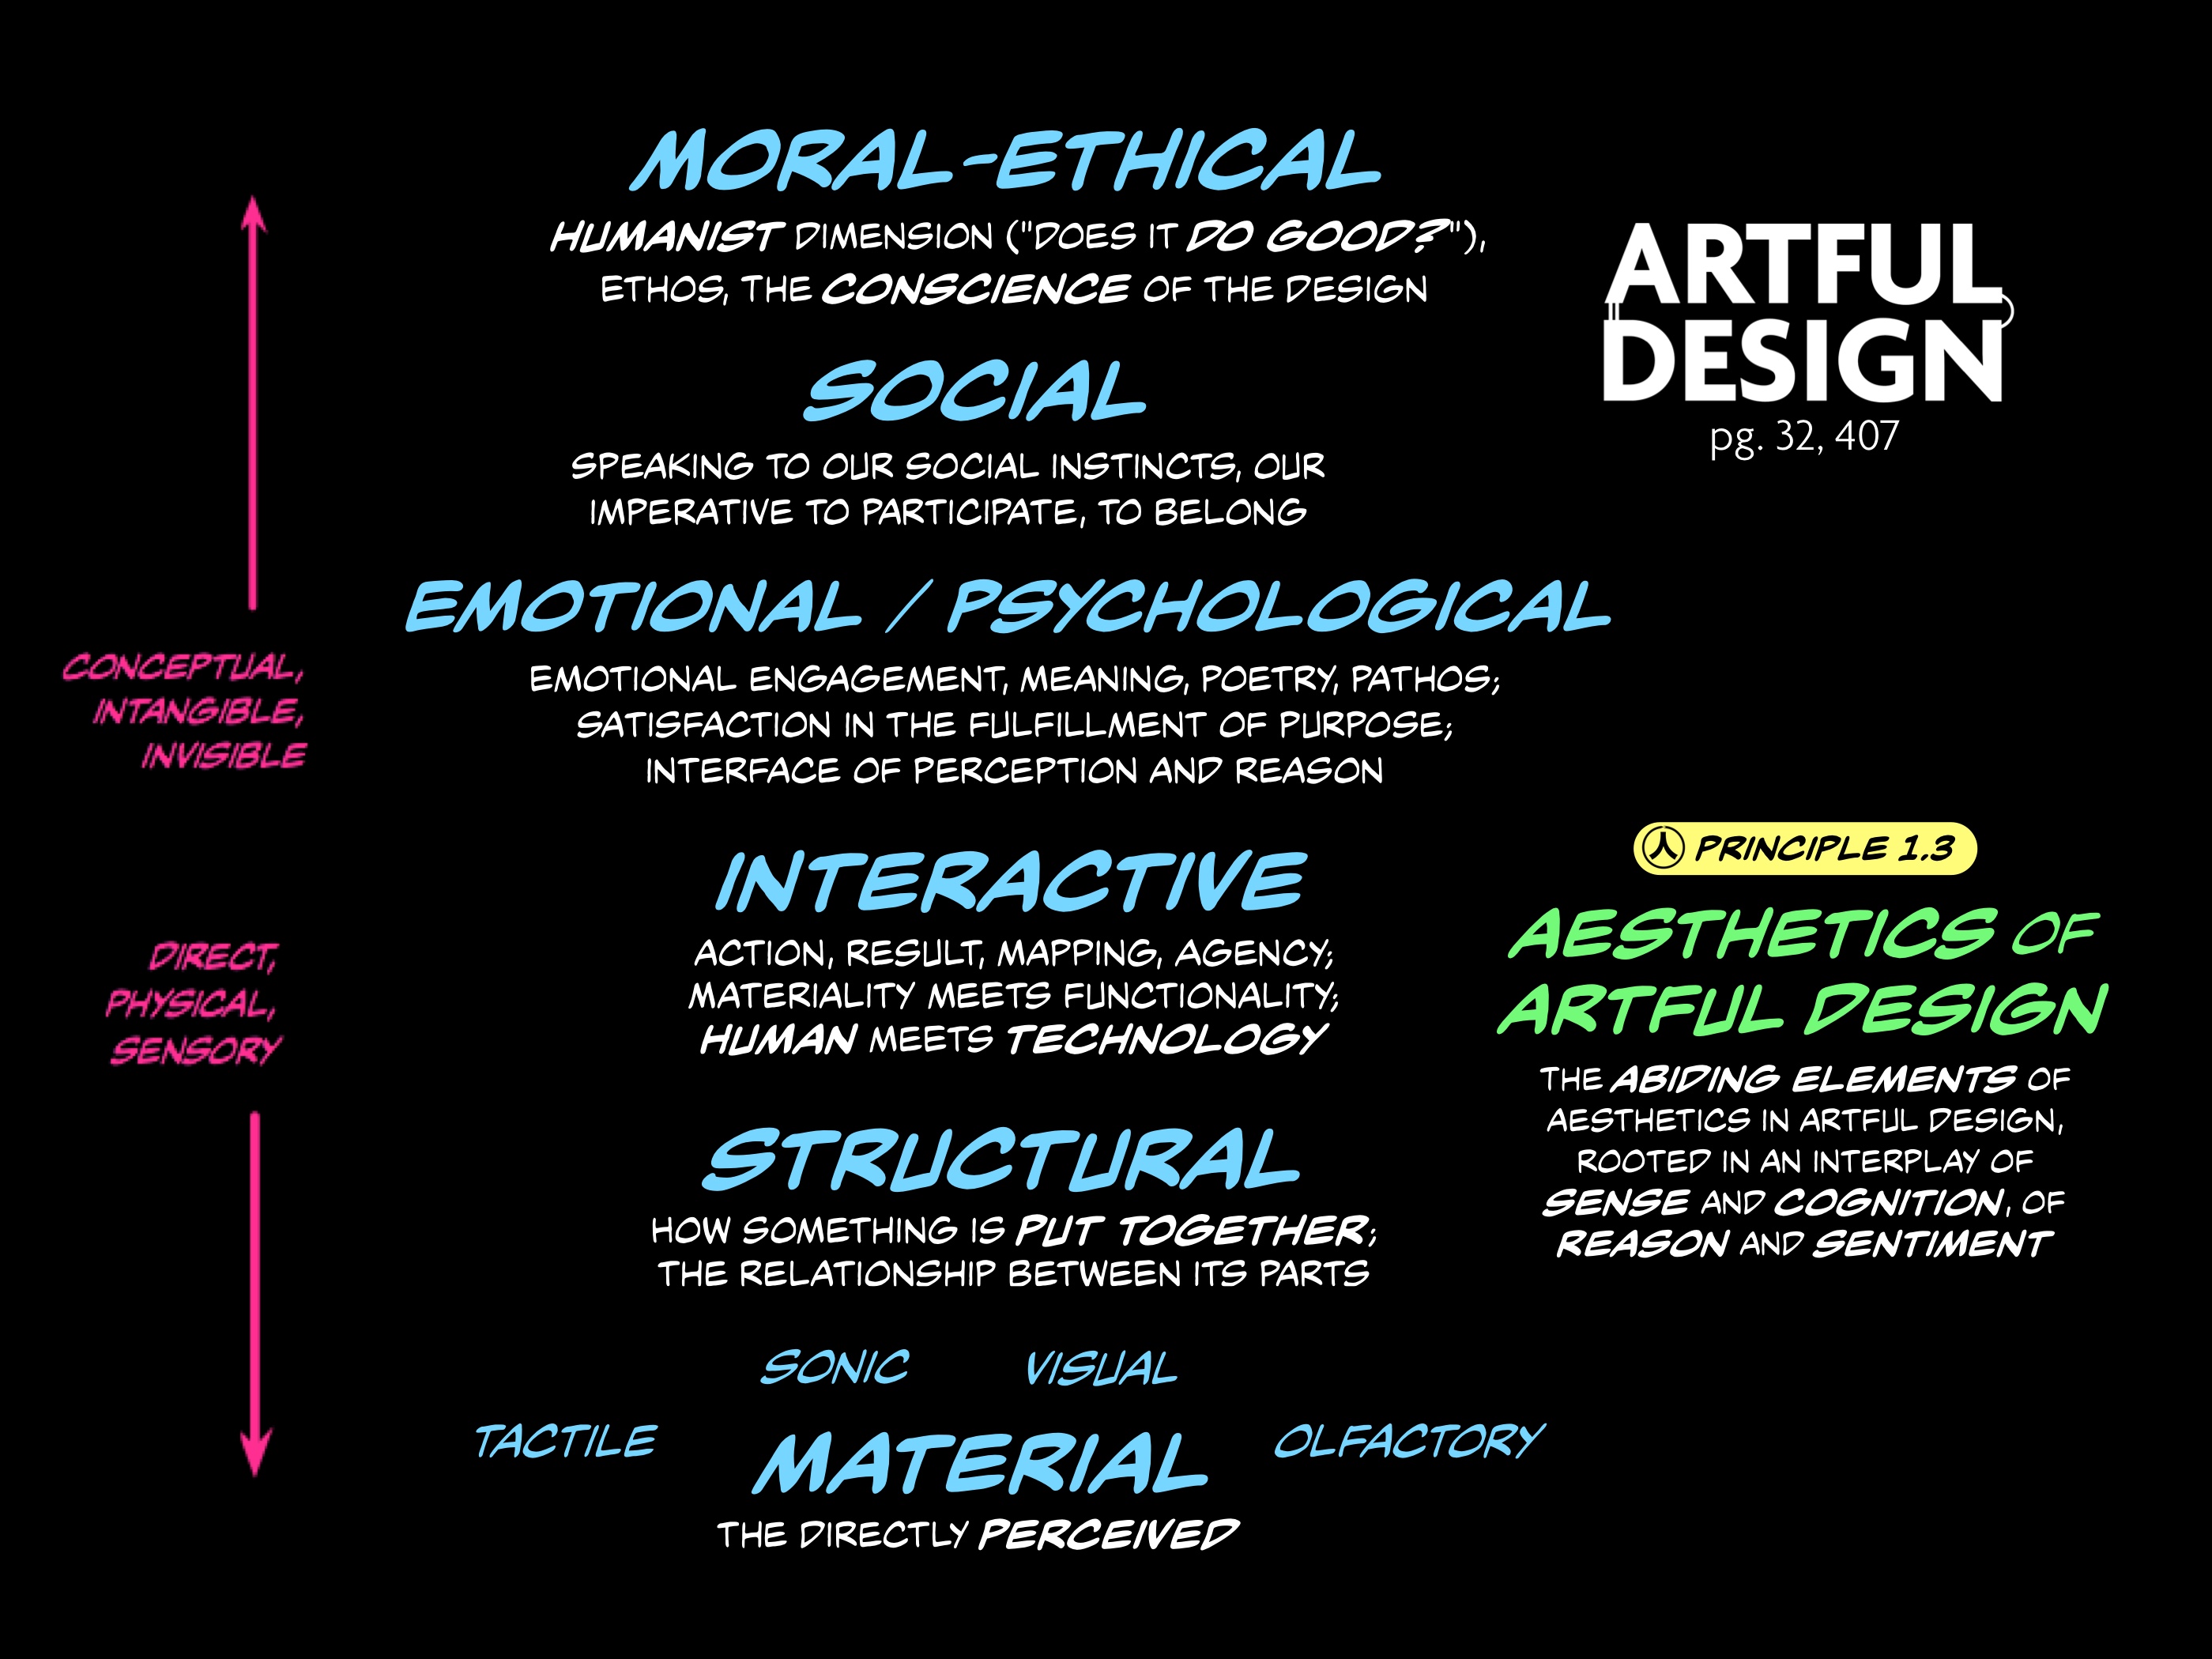 MORAL-ETHICAL
HUMANIST DIMENSION ("DOES IT DO GOOD?"),
ETHOS, THE CONSCIENCE OF THE DESIGN
SOCIAL
SPEAKING TO OUR SOCIAL INSTINCTS, OUR
IMPERATIVE TO PARTICIPATE, TO BELONG
EMOTIONAL / PSYCHOLOGICAL
EMOTIONAL ENGAGEMENT, MEANING, POETRY, PATHOS;
SATISFACTION IN THE FULFILLMENT OF PURPOSE;
INTERFACE OF PERCEPTION AND REASON
INTERACTIVE
ACTION, RESULT, MAPPING, AGENCY;
MATERIALITY MEETS FUNCTIONALITY;
HUMAN MEETS TECHNOLOGY
STRUCTURAL
HOW SOMETHING IS PUT TOGETHER;
THE RELATIONSHIP BETWEEN ITS PARTS
SONIC
VISUAL
TACTILE
MATERIAL
OLFACTORY
THE DIRECTLY PERCEIVED
CONCEPTUAL,
INTANGIBLE,
INVISIBLE
DIRECT,
PHYSICAL,
SENSORY
ARTFUL
DESIGN
pg. 32, 407
PRINCIPLE 1.3
AESTHETICS OF
ARTFUL DESIGN
THE ABIDING ELEMENTS OF
AESTHETICS IN ARTFUL DESIGN,
ROOTED IN AN INTERPLAY OF
SENSE AND COGNITION, OF
REASON AND SENTIMENT